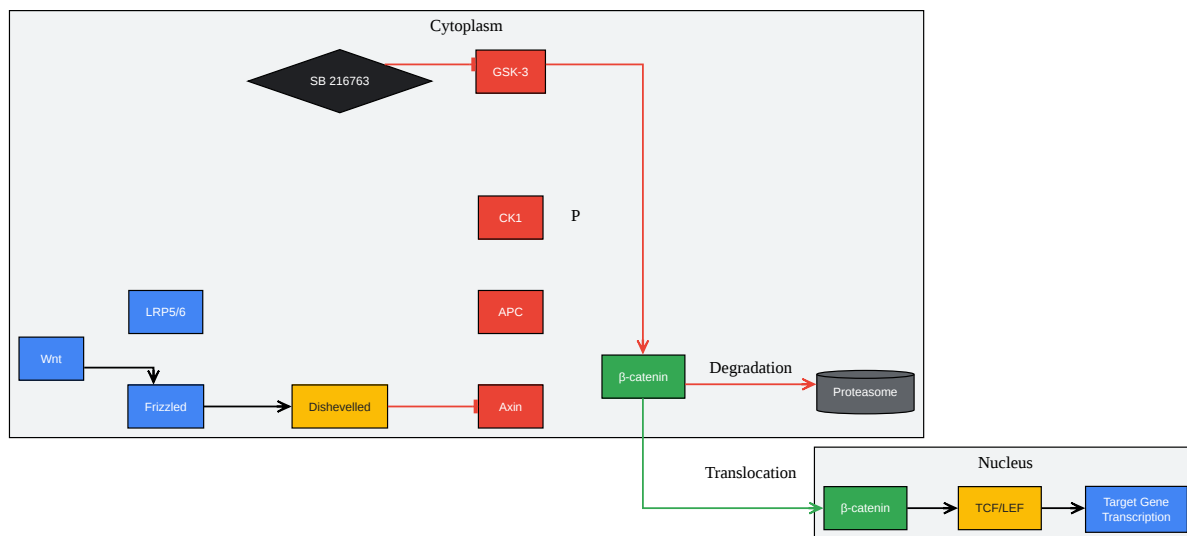 Cytoplasm
SB 216763
GSK-3
CK1
P
LRP5/6
APC
Wnt
β-catenin
Degradation
Proteasome
Frizzled
Dishevelled
Axin
Translocation
Nucleus
β-catenin
TCF/LEF
Target Gene
Transcription